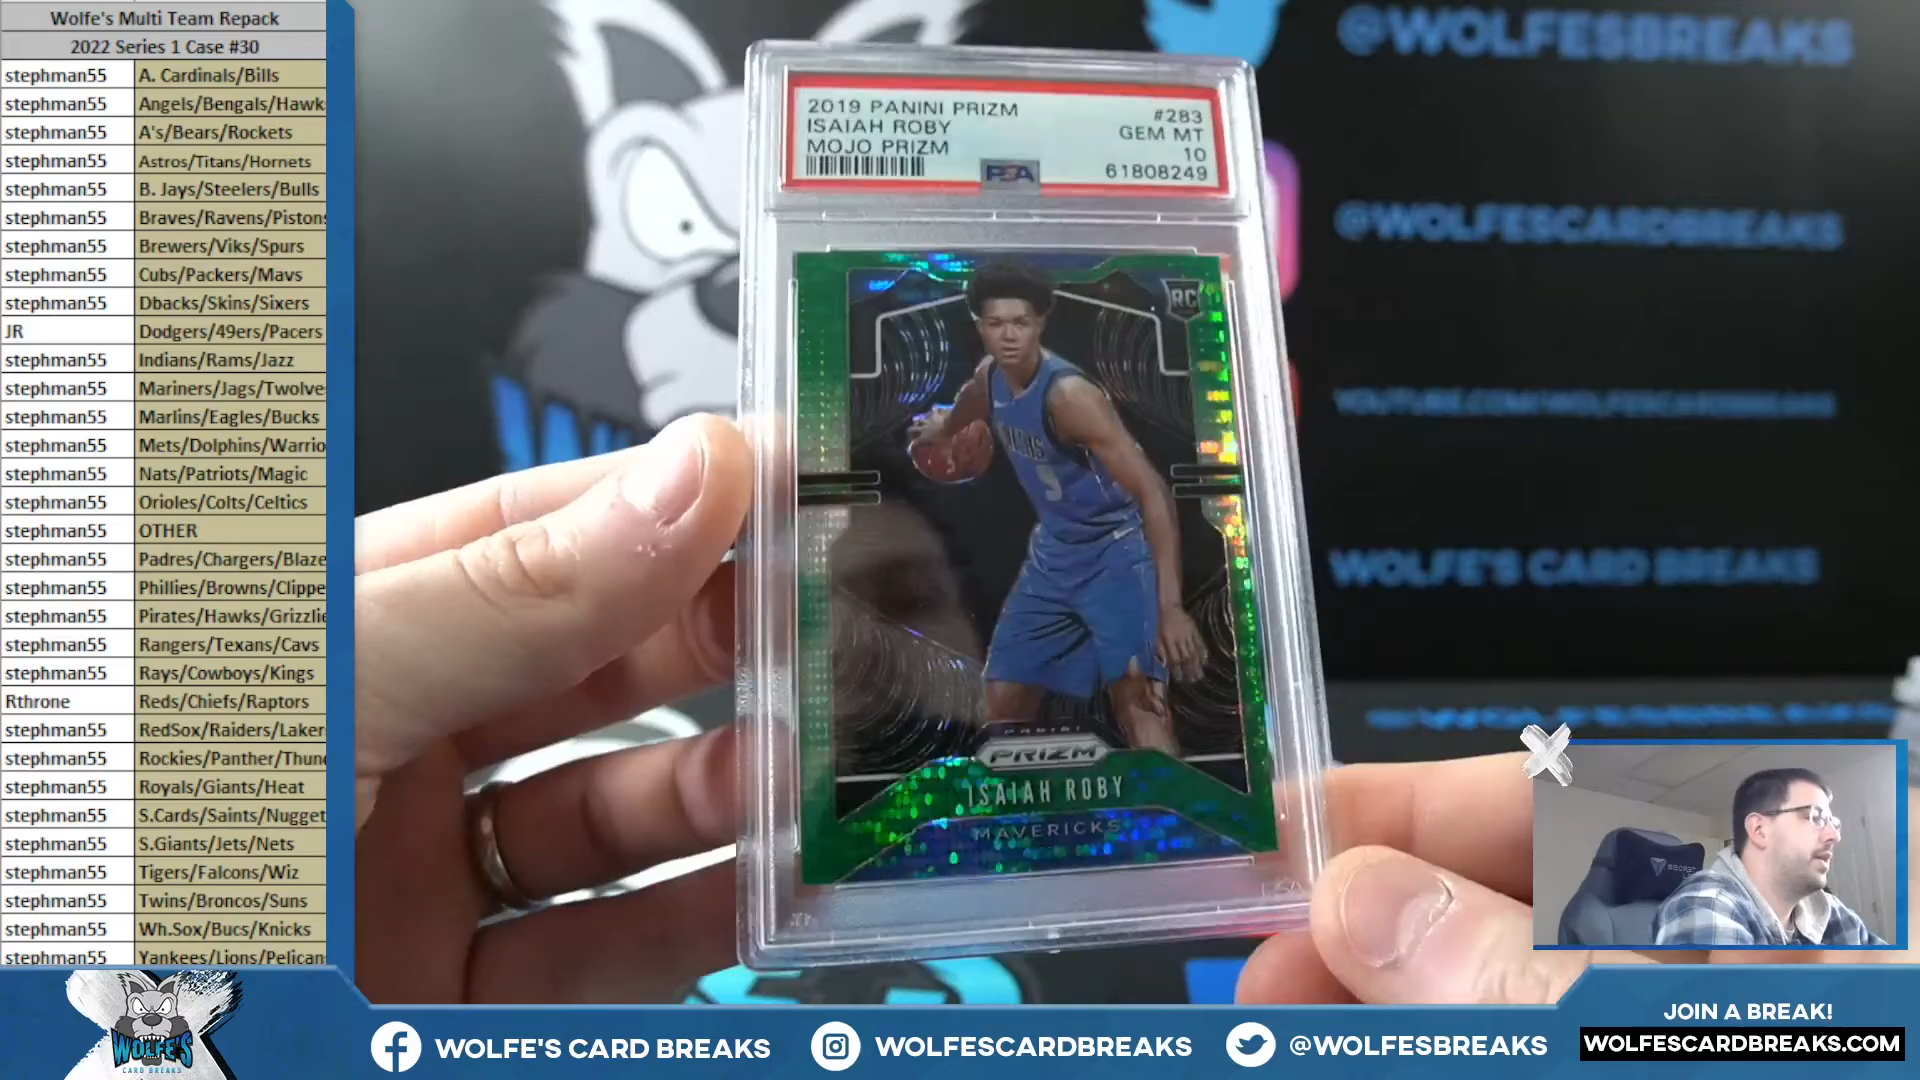 Wolfe's Multi Team Repack
2022 Series 1 Case #30
stephman55 A. Cardinals/Bills
stephman55 Angels/Bengals/Hawk
stephman55 A's/Bears/Rockets
stephman55 Astros/Titans/Hornets
stephman55 B. Jays/Steelers/Bulls
stephman55 Braves/Ravens/Pistons
stephman55 Brewers/Viks/Spurs
stephman55 Cubs/Packers/Mavs
stephman55 Dbacks/Skins/Sixers
JR Dodgers/49ers/Pacers
stephman55 Indians/Rams/Jazz
stephman55 Mariners/Jags/Twolve
stephman55 Marlins/Eagles/Bucks
stephman55 Mets/Dolphins/Warrio
stephman55 Nats/Patriots/Magic
stephman55 Orioles/Colts/Celtics
stephman55 OTHER
stephman55 Padres/Chargers/Blaze
stephman55 Phillies/Browns/Clippe
stephman55 Pirates/Hawks/Grizzlie
stephman55 Rangers/Texans/Cavs
stephman55 Rays/Cowboys/Kings
Rthrone Reds/Chiefs/Raptors
stephman55 RedSox/Raiders/Laker
stephman55 Rockies/Panther/Thun
stephman55 Royals/Giants/Heat
stephman55 S.Cards/Saints/Nugget
stephman55 S.Giants/Jets/Nets
stephman55 Tigers/Falcons/Wiz
stephman55 Twins/Broncos/Suns
stephman55 Wh.Sox/Bucs/Knicks
stephman55 Yankees/Lions/Pelican
2019 PANINI PRIZM #283
ISAIAH ROBY GEM MT
MOJO PRIZM 10
PSA 61808249
RC
9
PANINI
PRIZM
ISAIAH ROBY
MAVERICKS
@WOLFESBREAKS
@WOLFESCARDBREAKS
YOUTUBE.COM/WOLFESCARDBREAKS
WOLFE'S CARD BREAKS
WOLFE'S
CARD BREAKS
WOLFE'S CARD BREAKS
WOLFESCARDBREAKS
@WOLFESBREAKS
JOIN A BREAK!
WOLFESCARDBREAKS.COM